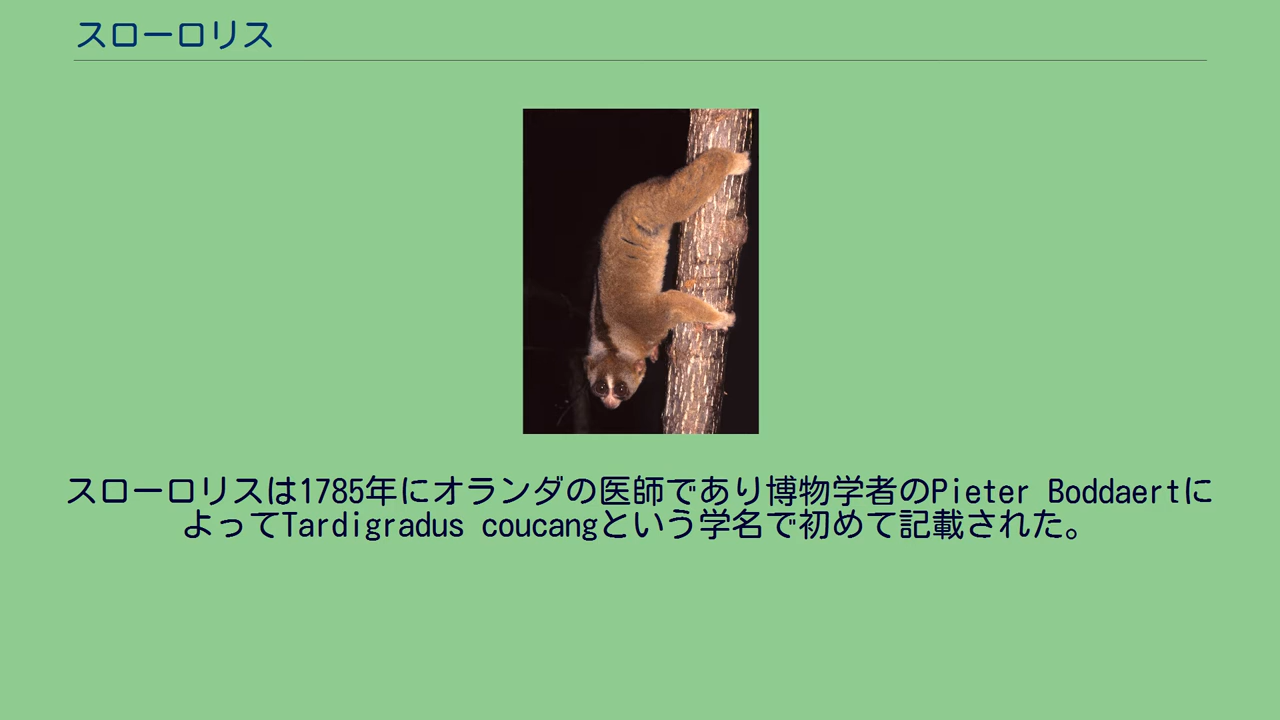 スローロリス
スローロリスは1785年にオランダの医師であり博物学者のPieter Boddaertに
よってTardigradus coucangという学名で初めて記載された。